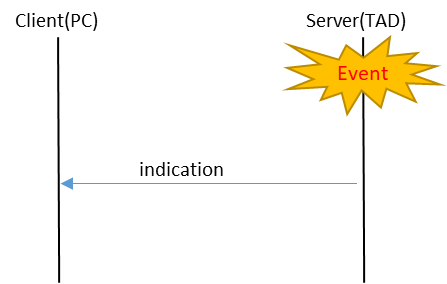 Client(PC)
Server(TAD)
Event
indication